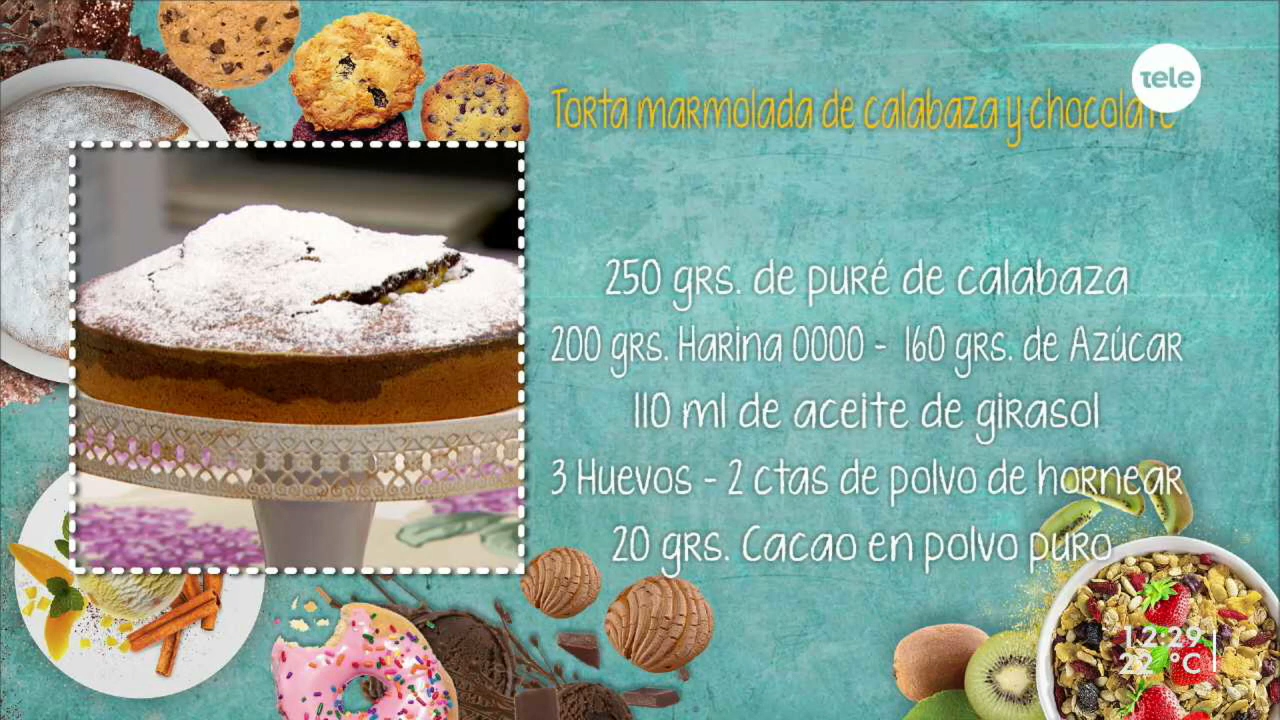 tele
Torta marmolada de calabaza y chocolate
250 grs. de puré de calabaza
200 grs. Harina 0000 - 160 grs. de Azúcar
110 ml de aceite de girasol
3 Huevos - 2 ctas de polvo de hornear
20 grs. Cacao en polvo puro
12:29
22 °C